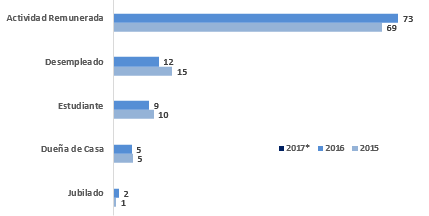 Actividad Remunerada
73
69
Desempleado
12
15
Estudiante
9
10
Dueña de Casa
5
5
2017* 2016 2015
Jubilado
2
1